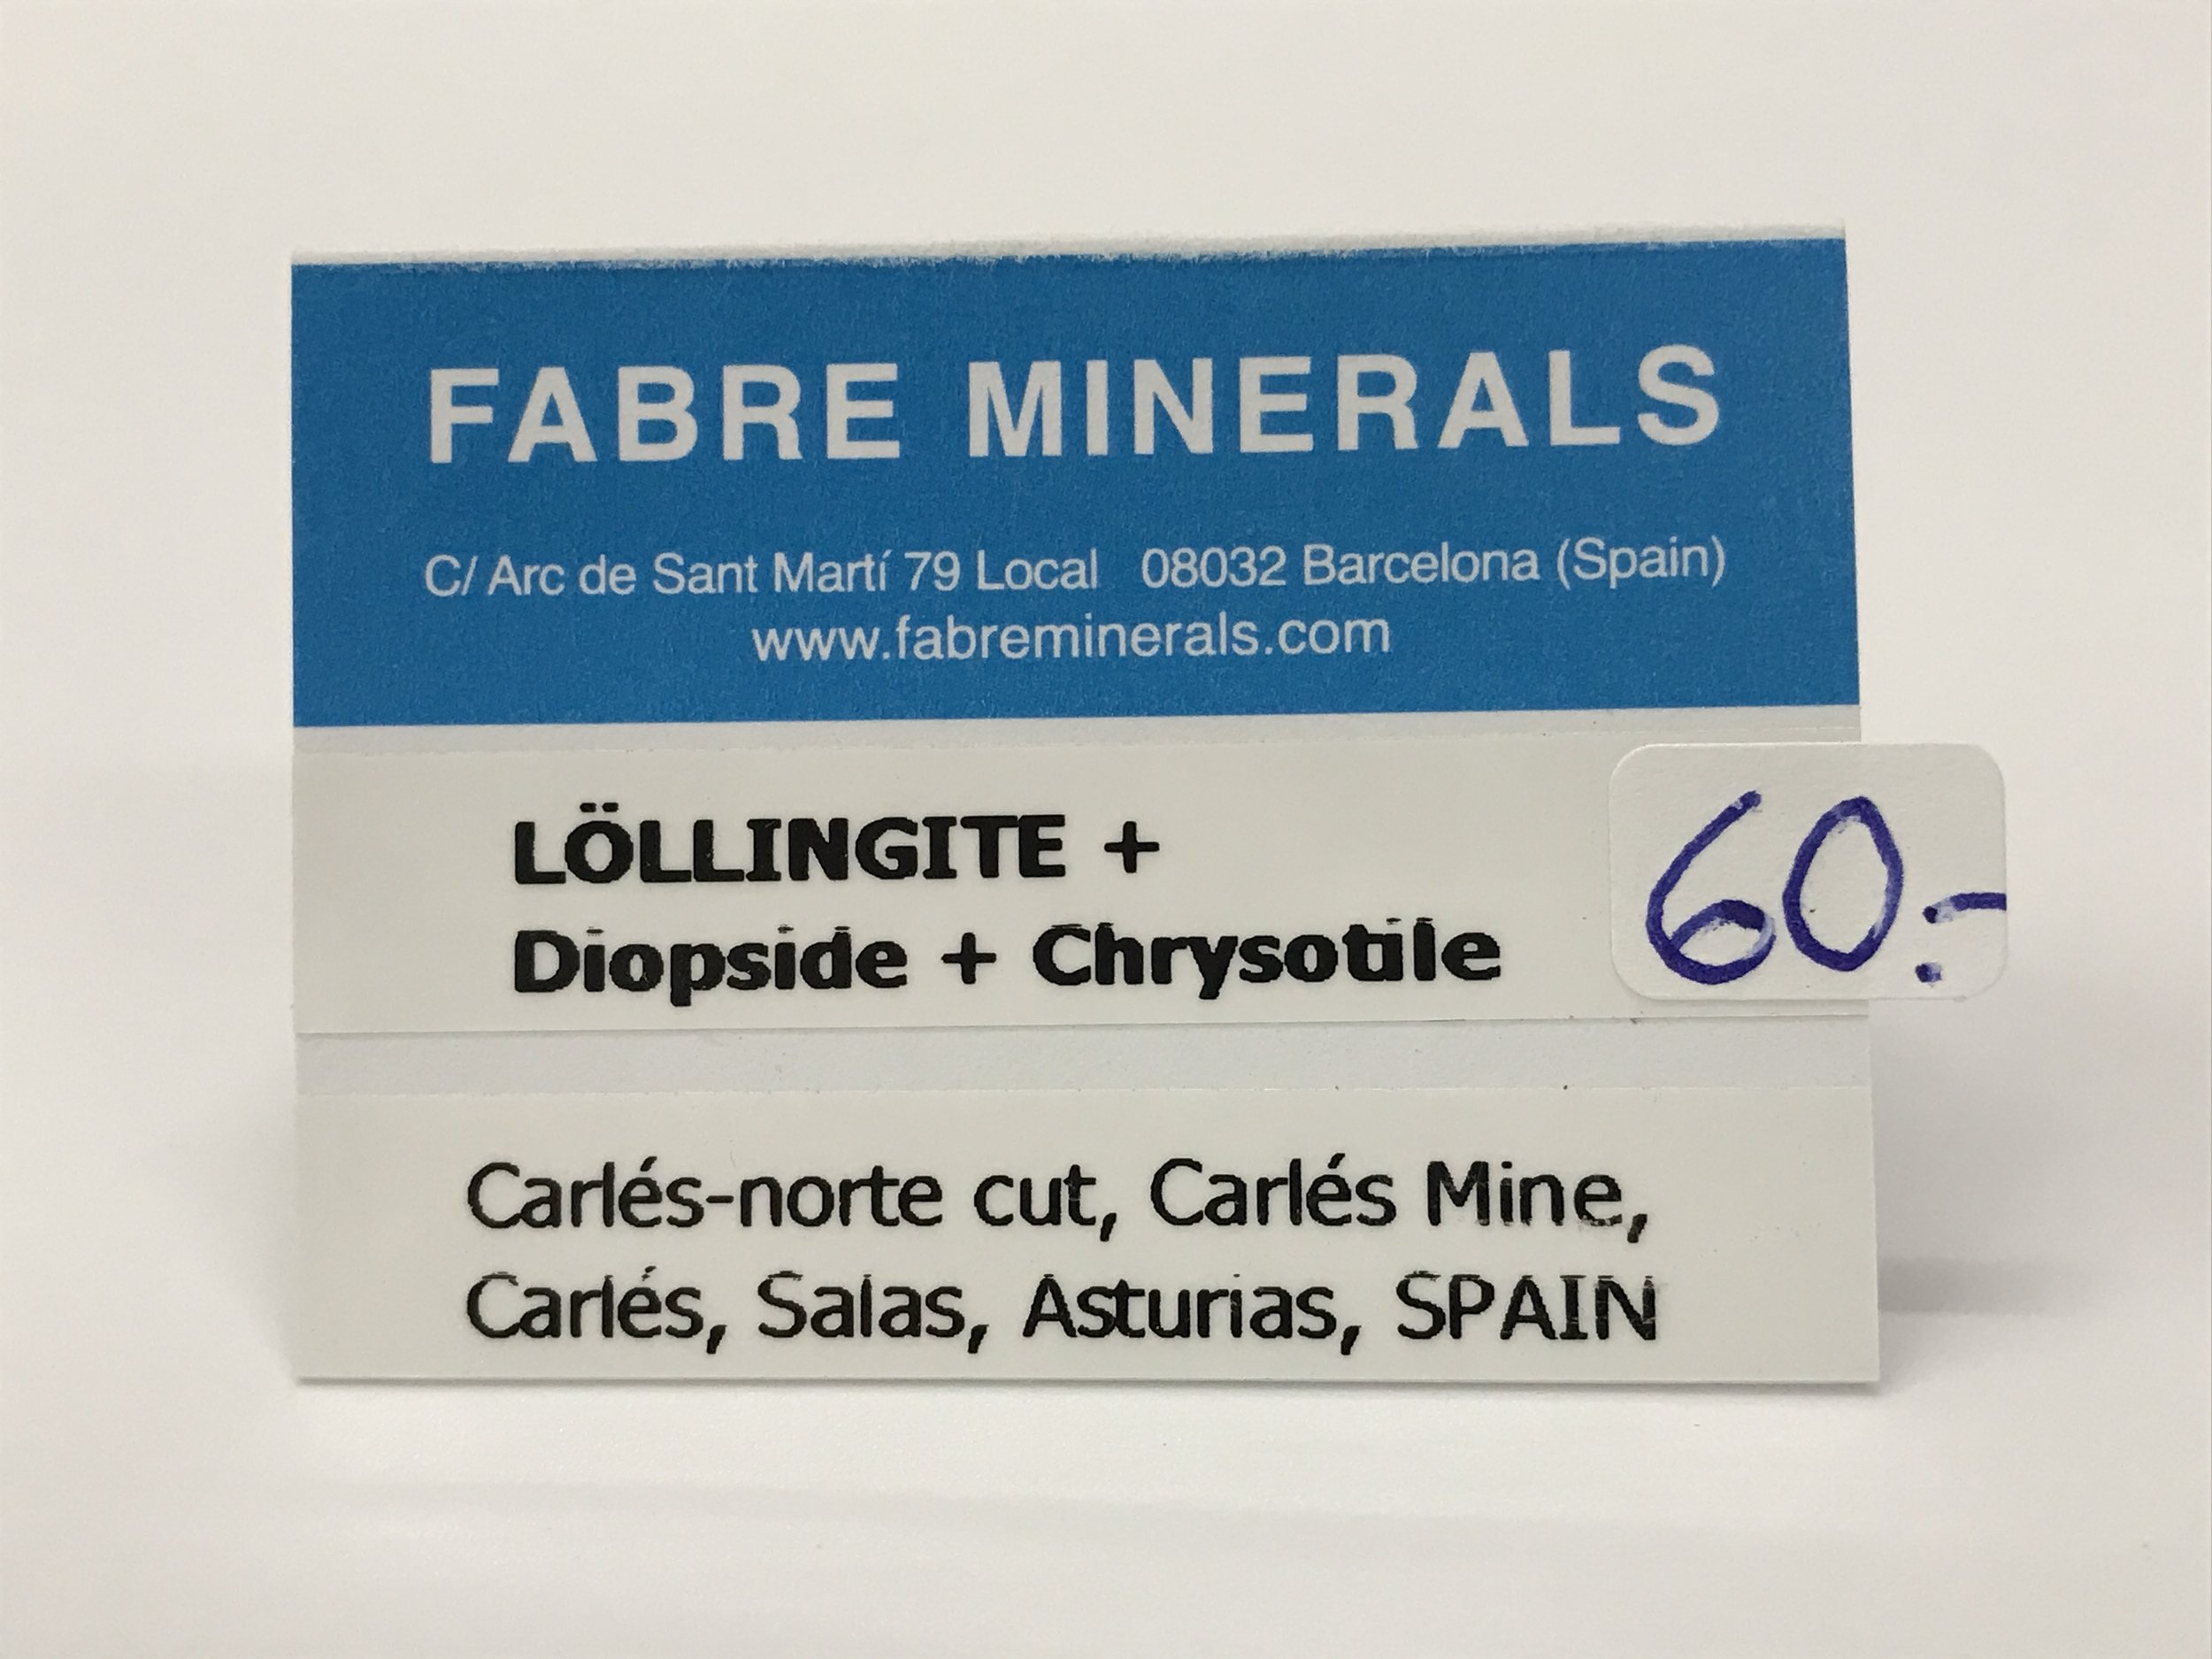 FABRE MINERALS
C/ Arc de Sant Martí 79 Local 08032 Barcelona (Spain)
www.fabreminerals.com
LÖLLINGITE +
Diopside + Chrysotile
60.-
Carlés-norte cut, Carlés Mine,
Carlés, Salas, Asturias, SPAIN